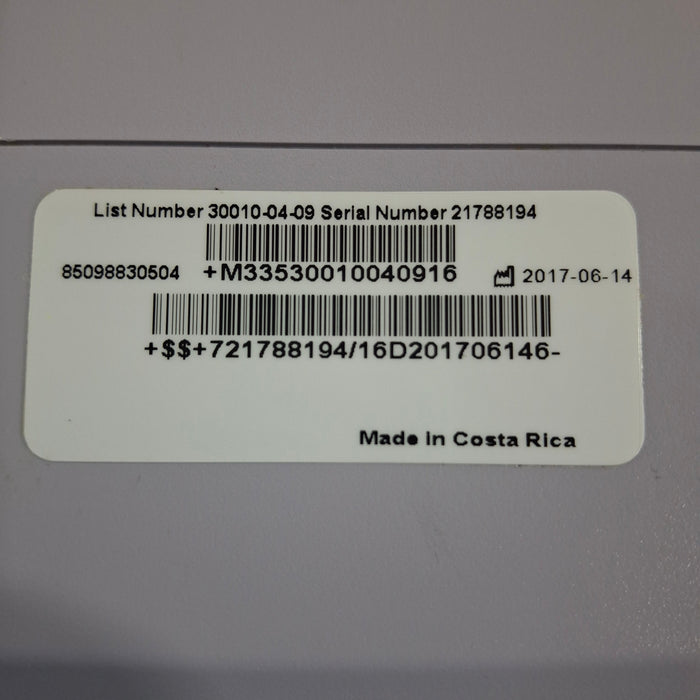 List Number 30010-04-09 Serial Number 21788194
85098830504 +M33530010040916 2017-06-14
+$$+721788194/16D201706146-
Made In Costa Rica